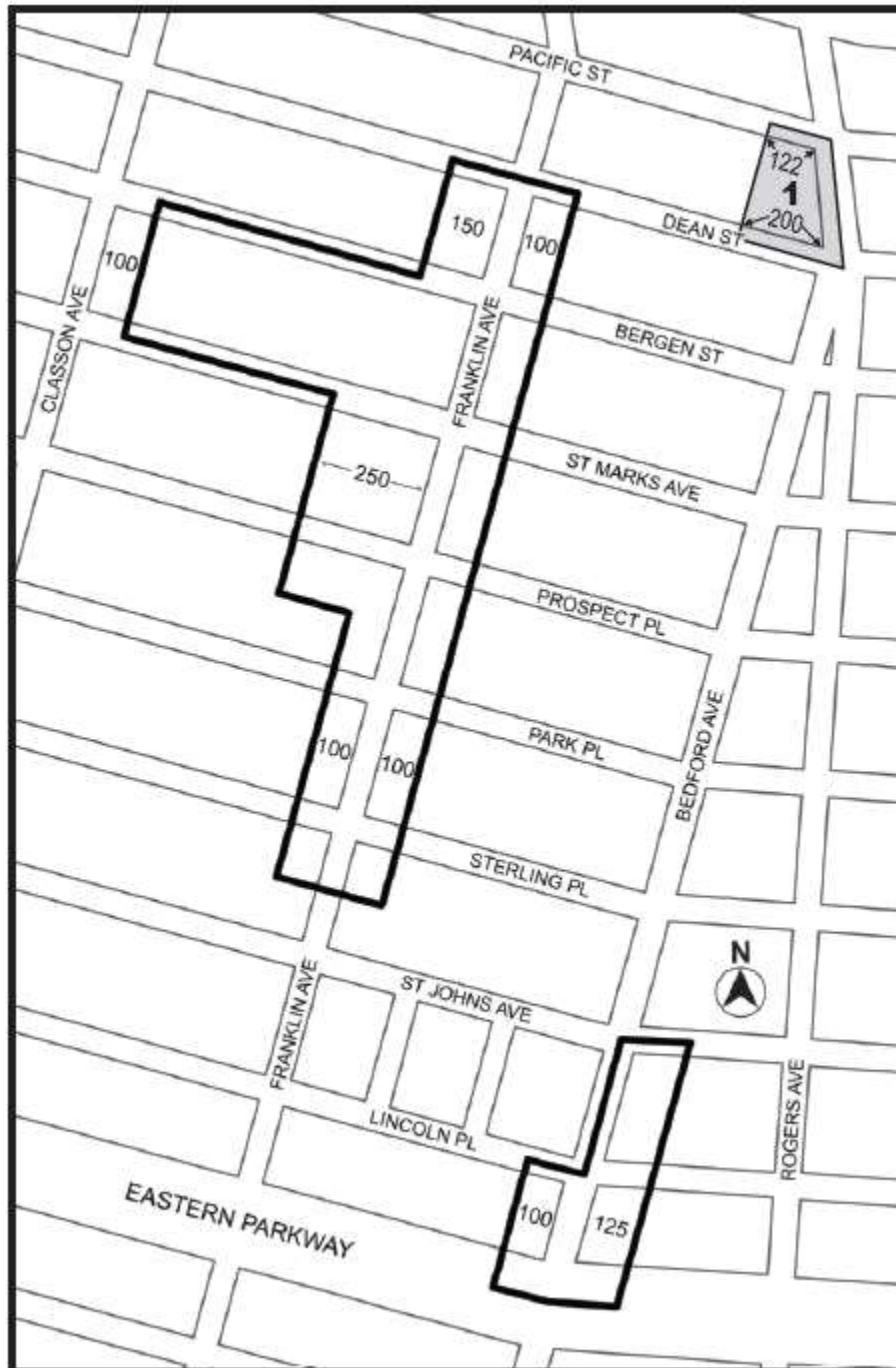 PACIFIC ST
122
1
200
DEAN ST
150
100
100
CLASSON AVE
FRANKLIN AVE
BERGEN ST
250
ST MARKS AVE
PROSPECT PL
100
100
PARK PL
BEDFORD AVE
STERLING PL
N
FRANKLIN AVE
ST JOHNS AVE
ROGERS AVE
LINCOLN PL
EASTERN PARKWAY
100
125